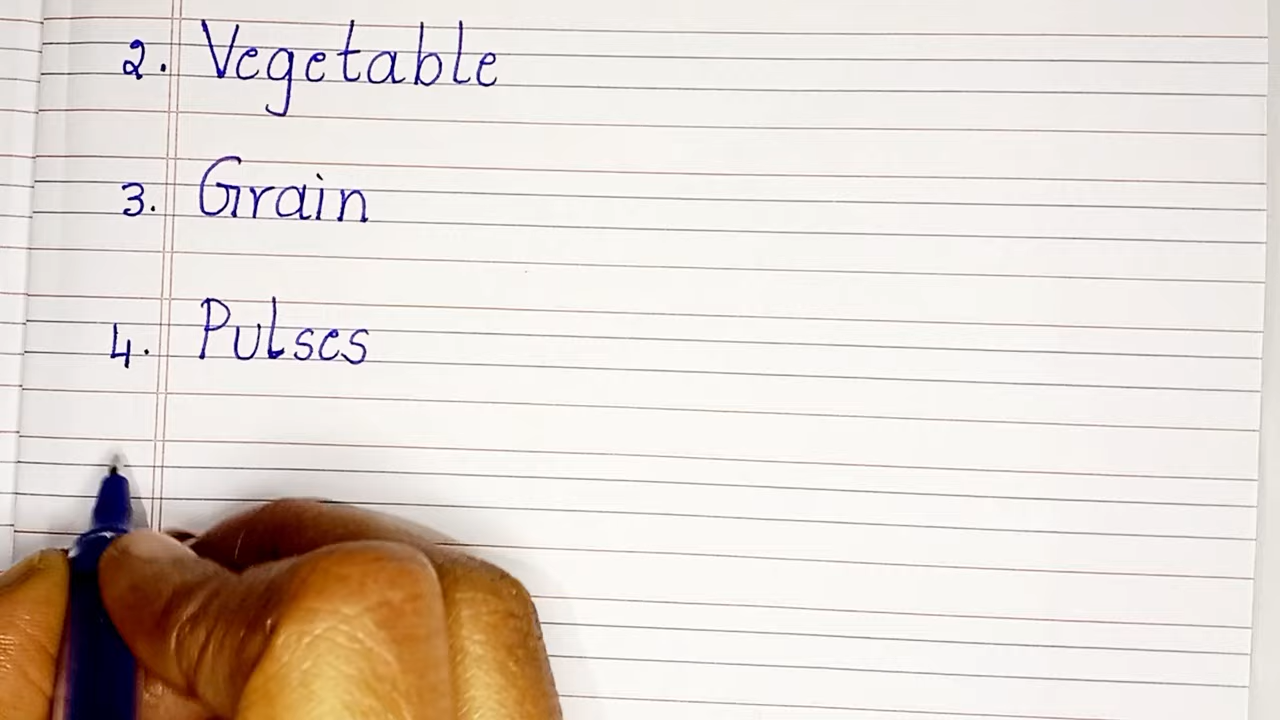 2. Vegetable
3. Grain
4. Pulses